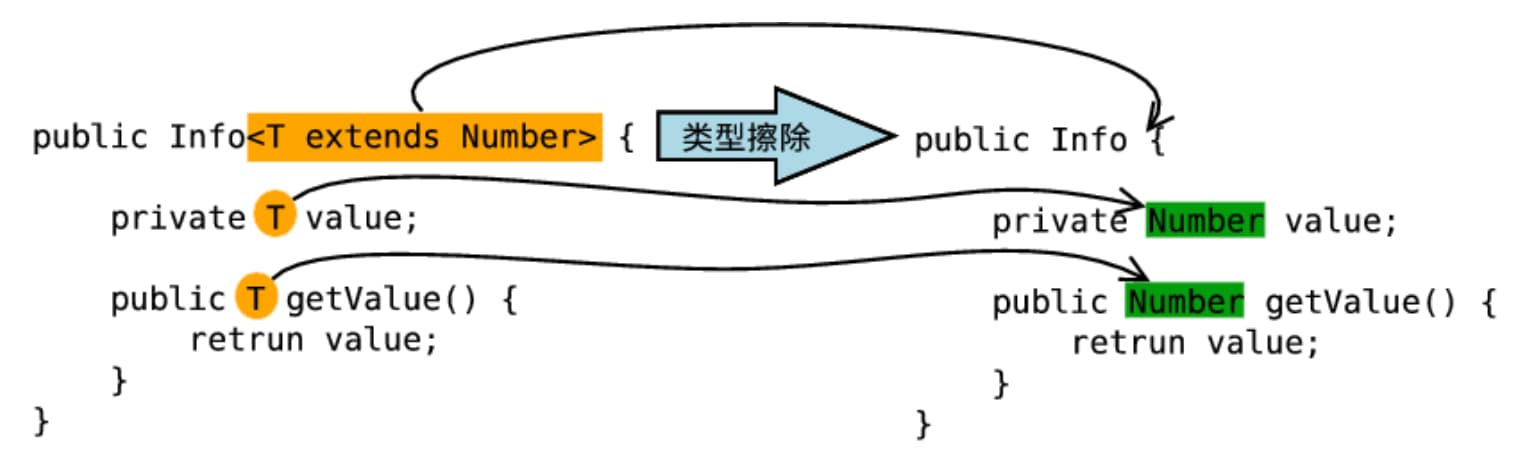 public Info<T extends Number> {
    private T value;
    public T getValue() {
        retrun value;
    }
}
类型擦除
public Info {
    private Number value;
    public Number getValue() {
        retrun value;
    }
}